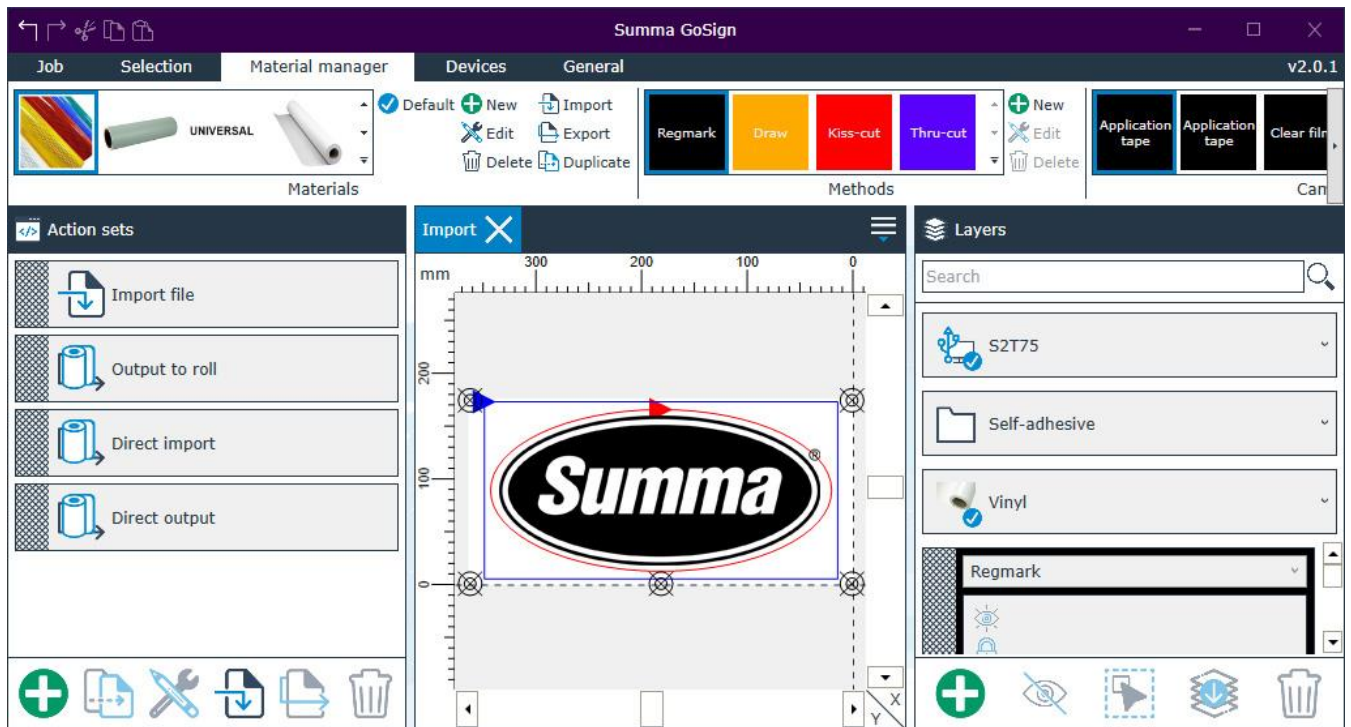 Summa GoSign
Job Selection Material manager Devices General v2.0.1
UNIVERSAL
Default New Import
Edit Export
Delete Duplicate
Materials
Regmark Draw Kiss-cut Thru-cut
New
Edit
Delete
Methods
Application tape Application tape Clear film
Cam
Action sets
Import file
Output to roll
Direct import
Direct output
Import
mm 300 200 100 0
200
100
0
Summa®
X
Y
Layers
Search
S2T75
Self-adhesive
Vinyl
Regmark